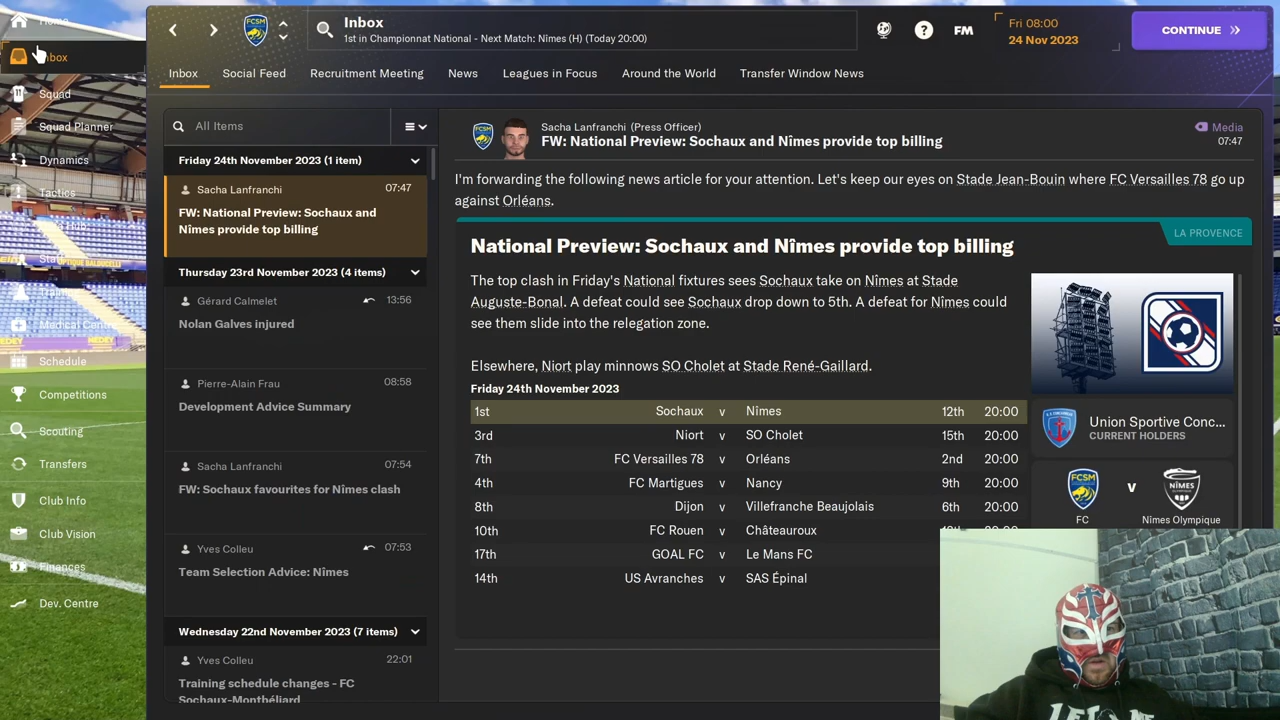 Home
Inbox
Squad
Squad Planner
Dynamics
Tactics
Medical Centre
Schedule
Competitions
Scouting
Transfers
Club Info
Club Vision
Finances
Dev. Centre
FCSM
Inbox
1st in Championnat National - Next Match: Nîmes (H) (Today 20:00)
?
FM
Fri 08:00
24 Nov 2023
CONTINUE
Inbox Social Feed Recruitment Meeting News Leagues in Focus Around the World Transfer Window News
All Items
Friday 24th November 2023 (1 item)
Sacha Lanfranchi 07:47
FW: National Preview: Sochaux and
Nîmes provide top billing
Thursday 23rd November 2023 (4 items)
Gérard Calmelet 13:56
Nolan Galves injured
Pierre-Alain Frau 08:58
Development Advice Summary
Sacha Lanfranchi 07:54
FW: Sochaux favourites for Nîmes clash
Yves Colleu 07:53
Team Selection Advice: Nîmes
Wednesday 22nd November 2023 (7 items)
Yves Colleu 22:01
Training schedule changes - FC
Sochaux-Montbéliard
Sacha Lanfranchi (Press Officer)
FW: National Preview: Sochaux and Nîmes provide top billing
Media
07:47
I'm forwarding the following news article for your attention. Let's keep our eyes on Stade Jean-Bouin where FC Versailles 78 go up
against Orléans.
LA PROVENCE
National Preview: Sochaux and Nîmes provide top billing
The top clash in Friday's National fixtures sees Sochaux take on Nîmes at Stade
Auguste-Bonal. A defeat could see Sochaux drop down to 5th. A defeat for Nîmes could
see them slide into the relegation zone.
Elsewhere, Niort play minnows SO Cholet at Stade René-Gaillard.
Friday 24th November 2023
1st Sochaux v Nîmes 12th 20:00
3rd Niort v SO Cholet 15th 20:00
7th FC Versailles 78 v Orléans 2nd 20:00
4th FC Martigues v Nancy 9th 20:00
8th Dijon v Villefranche Beaujolais 6th 20:00
10th FC Rouen v Châteauroux
17th GOAL FC v Le Mans FC
14th US Avranches v SAS Épinal
Union Sportive Conc...
CURRENT HOLDERS
FCSM v NÎMES
FC Nîmes Olympique